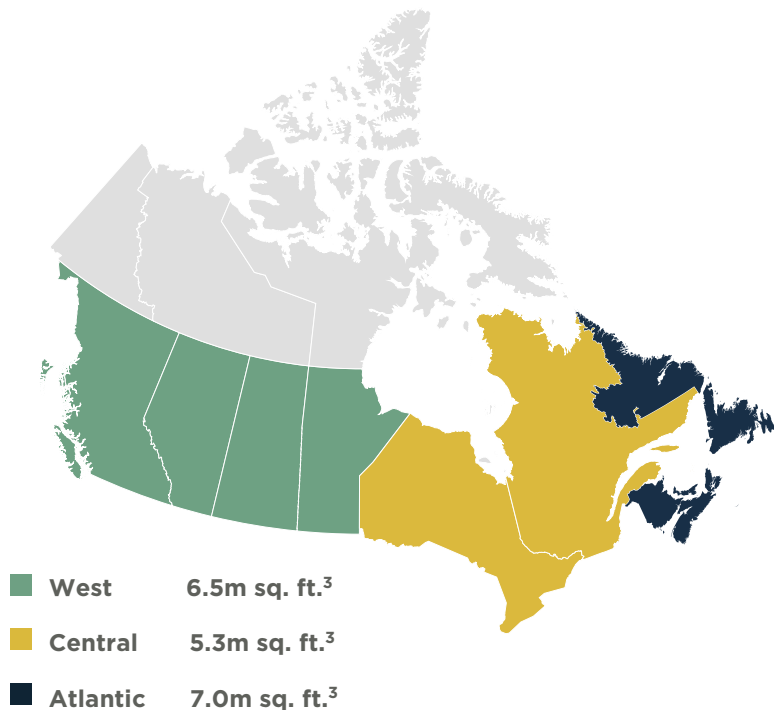 West 6.5m sq. ft.³
Central 5.3m sq. ft.³
Atlantic 7.0m sq. ft.³